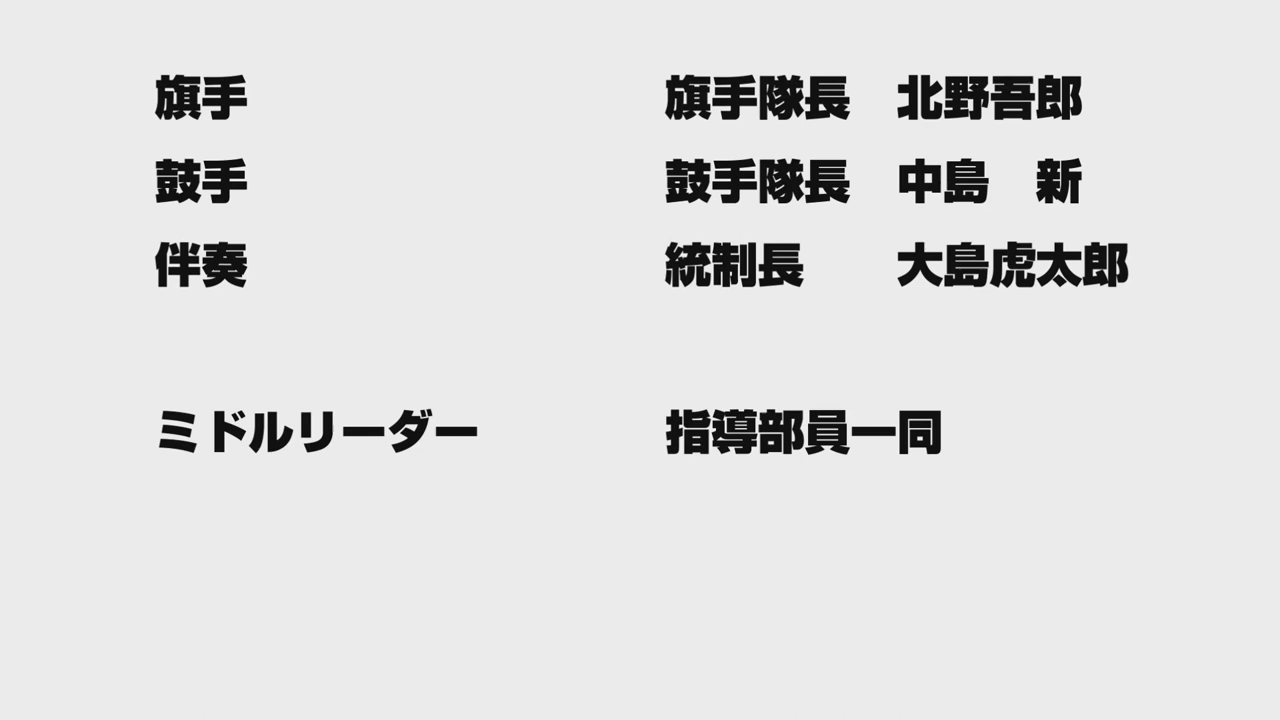 旗手　旗手隊長　北野吾郎
鼓手　鼓手隊長　中島　新
伴奏　統制長　大島虎太郎
ミドルリーダー　指導部員一同